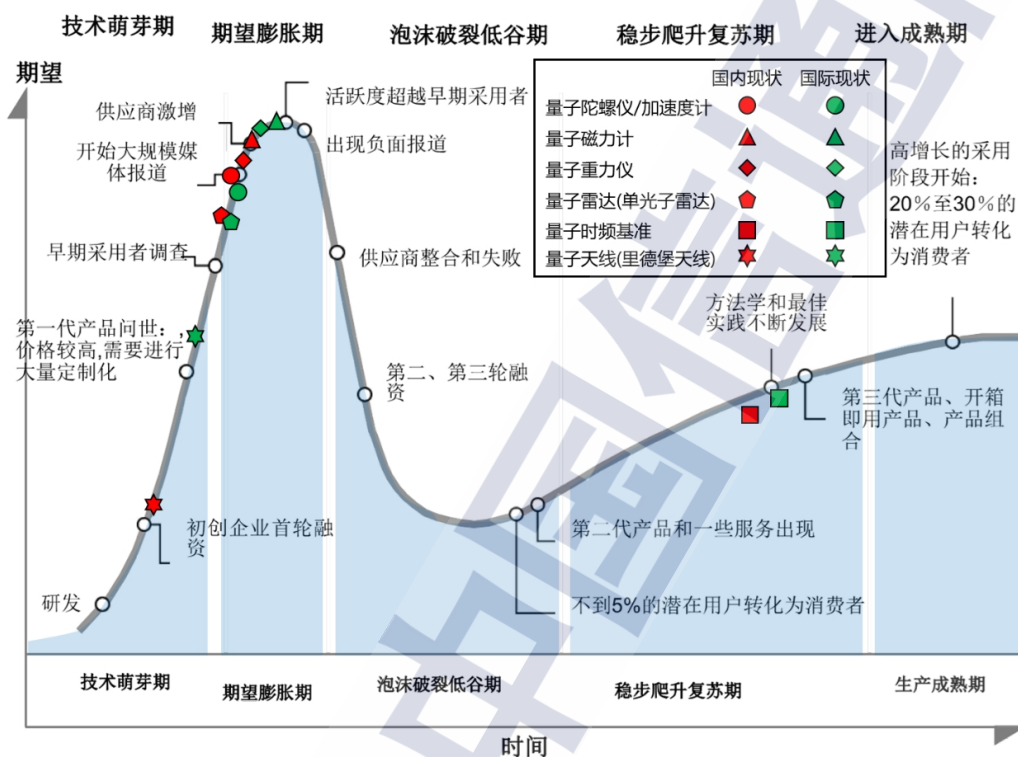 技术萌芽期
期望膨胀期
泡沫破裂低谷期
稳步爬升复苏期
进入成熟期
期望
国内现状
国际现状
量子陀螺仪/加速度计
量子磁力计
量子重力仪
量子雷达(单光子雷达)
量子时频基准
量子天线(里德堡天线)
活跃度超越早期采用者
供应商激增
出现负面报道
开始大规模媒
体报道
高增长的采用
阶段开始：
20%至30%的
潜在用户转化
为消费者
早期采用者调查
供应商整合和失败
方法学和最佳
实践不断发展
第一代产品问世：,
价格较高,需要进行
大量定制化
第二、第三轮融
资
第三代产品、开箱
即用产品、产品组
合
初创企业首轮融
资
第二代产品和一些服务出现
研发
不到5%的潜在用户转化为消费者
技术萌芽期
期望膨胀期
泡沫破裂低谷期
稳步爬升复苏期
生产成熟期
时间
中国信通